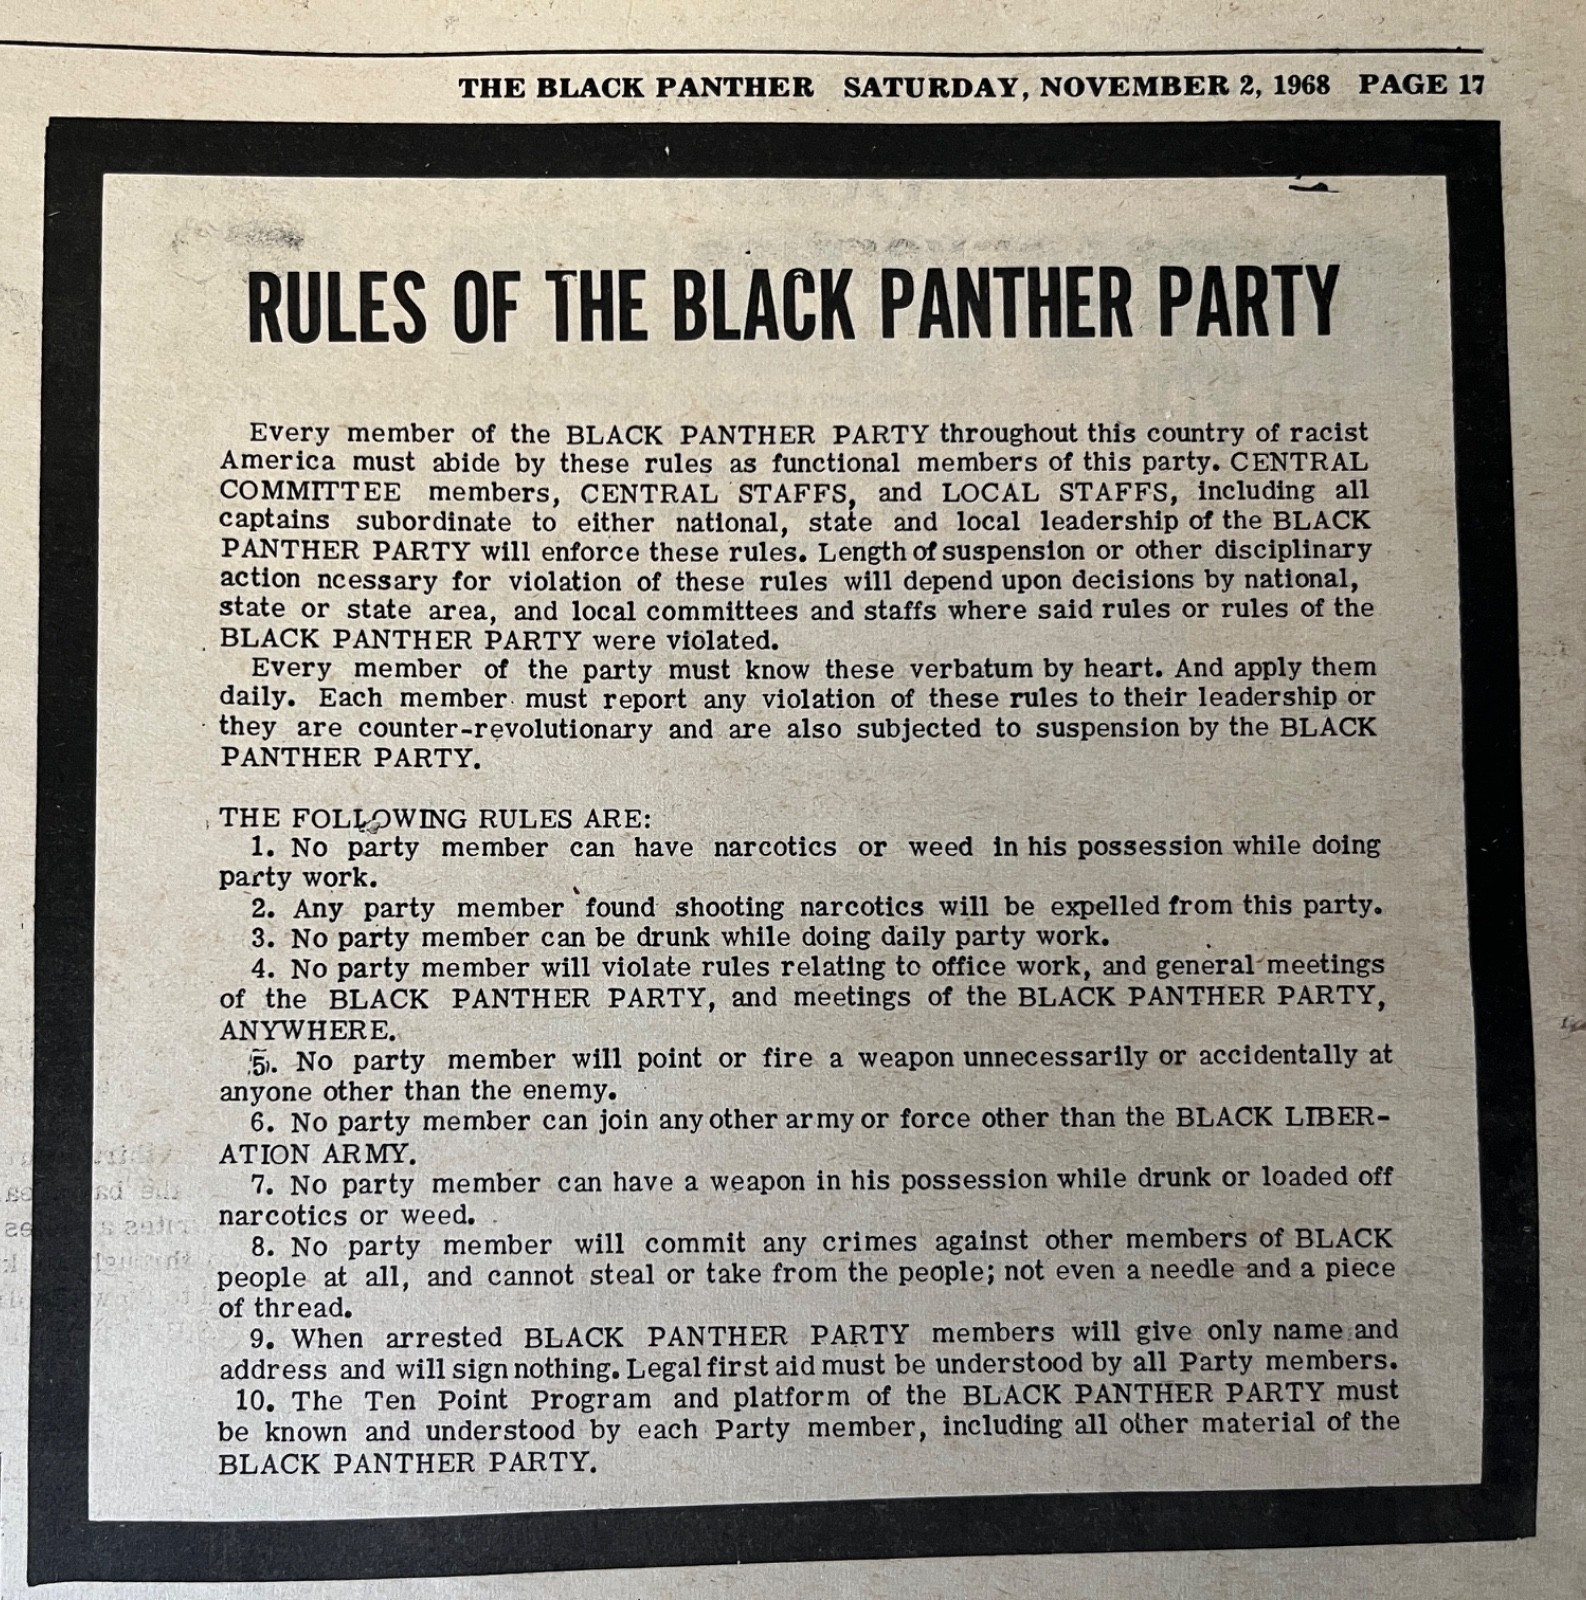 THE BLACK PANTHER SATURDAY, NOVEMBER 2, 1968 PAGE 17
RULES OF THE BLACK PANTHER PARTY
Every member of the BLACK PANTHER PARTY throughout this country of racist
America must abide by these rules as functional members of this party. CENTRAL
COMMITTEE members, CENTRAL STAFFS, and LOCAL STAFFS, including all
captains subordinate to either national, state and local leadership of the BLACK
PANTHER PARTY will enforce these rules. Length of suspension or other disciplinary
action ncessary for violation of these rules will depend upon decisions by national,
state or state area, and local committees and staffs where said rules or rules of the
BLACK PANTHER PARTY were violated.
Every member of the party must know these verbatum by heart. And apply them
daily. Each member must report any violation of these rules to their leadership or
they are counter-revolutionary and are also subjected to suspension by the BLACK
PANTHER PARTY.
THE FOLLOWING RULES ARE:
1. No party member can have narcotics or weed in his possession while doing
party work.
2. Any party member found shooting narcotics will be expelled from this party.
3. No party member can be drunk while doing daily party work.
4. No party member will violate rules relating to office work, and general meetings
of the BLACK PANTHER PARTY, and meetings of the BLACK PANTHER PARTY,
ANYWHERE.
5. No party member will point or fire a weapon unnecessarily or accidentally at
anyone other than the enemy.
6. No party member can join any other army or force other than the BLACK LIBER-
ATION ARMY.
7. No party member can have a weapon in his possession while drunk or loaded off
narcotics or weed.
8. No party member will commit any crimes against other members of BLACK
people at all, and cannot steal or take from the people; not even a needle and a piece
of thread.
9. When arrested BLACK PANTHER PARTY members will give only name and
address and will sign nothing. Legal first aid must be understood by all Party members.
10. The Ten Point Program and platform of the BLACK PANTHER PARTY must
be known and understood by each Party member, including all other material of the
BLACK PANTHER PARTY.